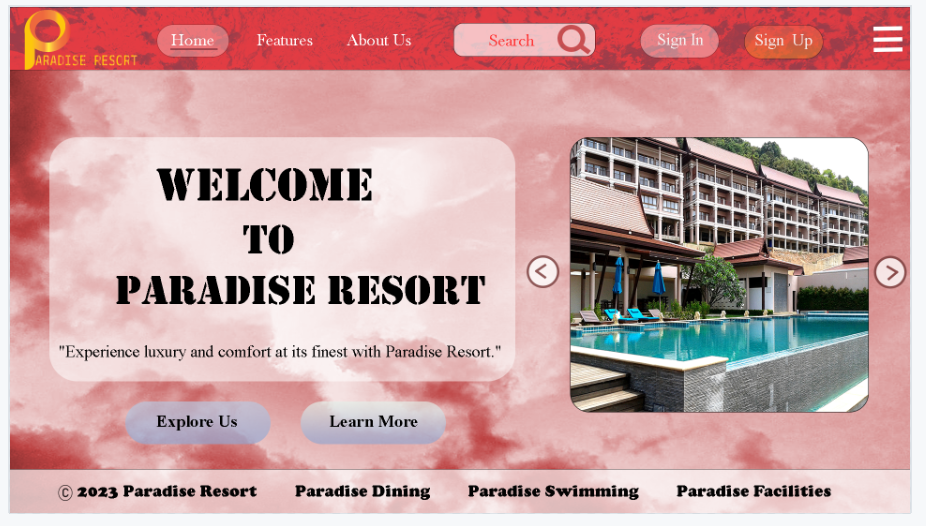 PARADISE RESORT
Home
Features
About Us
Search
Sign In
Sign Up
WELCOME
TO
PARADISE RESORT
"Experience luxury and comfort at its finest with Paradise Resort."
Explore Us
Learn More
© 2023 Paradise Resort
Paradise Dining
Paradise Swimming
Paradise Facilities